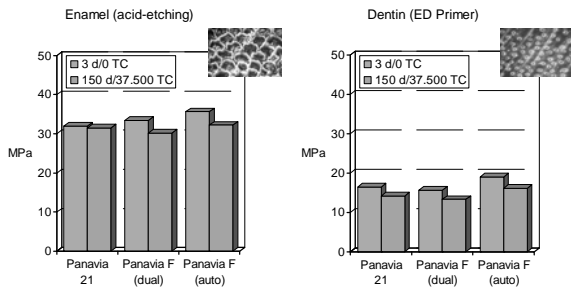 Enamel (acid-etching)
50
40
30
20
10
0
MPa
3 d/0 TC
150 d/37.500 TC
Panavia
21
Panavia F
(dual)
Panavia F
(auto)
Dentin (ED Primer)
50
40
30
20
10
0
MPa
3 d/0 TC
150 d/37.500 TC
Panavia
21
Panavia F
(dual)
Panavia F
(auto)